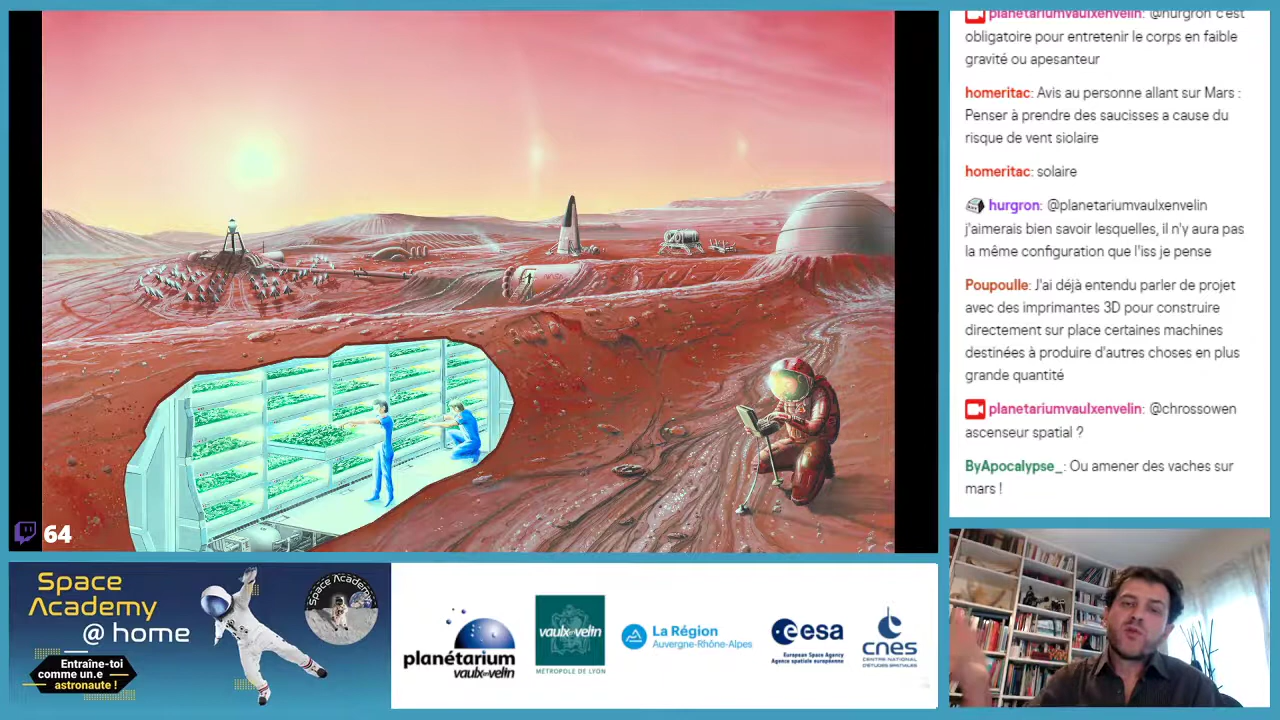 planetariumvaulxenvelin: @hurgron c'est
obligatoire pour entretenir le corps en faible
gravité ou apesanteur
homeritac: Avis au personne allant sur Mars :
Penser à prendre des saucisses a cause du
risque de vent siolaire
homeritac: solaire
hurgron: @planetariumvaulxenvelin
j'aimerais bien savoir lesquelles, il n'y aura pas
la même configuration que l'iss je pense
Poupoulle: J'ai déjà entendu parler de projet
avec des imprimantes 3D pour construire
directement sur place certaines machines
destinées à produire d'autres choses en plus
grande quantité
planetariumvaulxenvelin: @chrossowen
ascenseur spatial ?
ByApocalypse_: Ou amener des vaches sur
mars !
64
Space
Academy
@ home
Entraîne-toi
comme un.e
astronaute !
Space Academy
planétarium
vaulx en velin
vaulx en velin
MÉTROPOLE DE LYON
La Région
Auvergne-Rhône-Alpes
esa
European Space Agency
Agence spatiale européenne
cnes
CENTRE NATIONAL
D'ÉTUDES SPATIALES